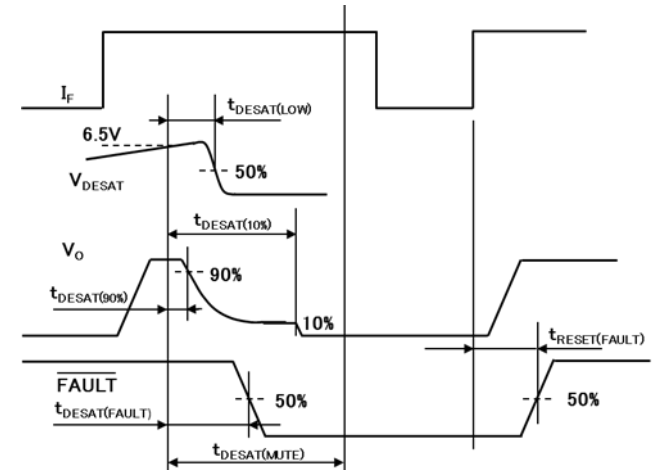 I_F
t_DESAT(LOW)
6.5V
50%
V_DESAT
t_DESAT(10%)
V_O
90%
t_DESAT(90%)
10%
t_RESET(FAULT)
FAULT
50%
50%
t_DESAT(FAULT)
t_DESAT(MUTE)